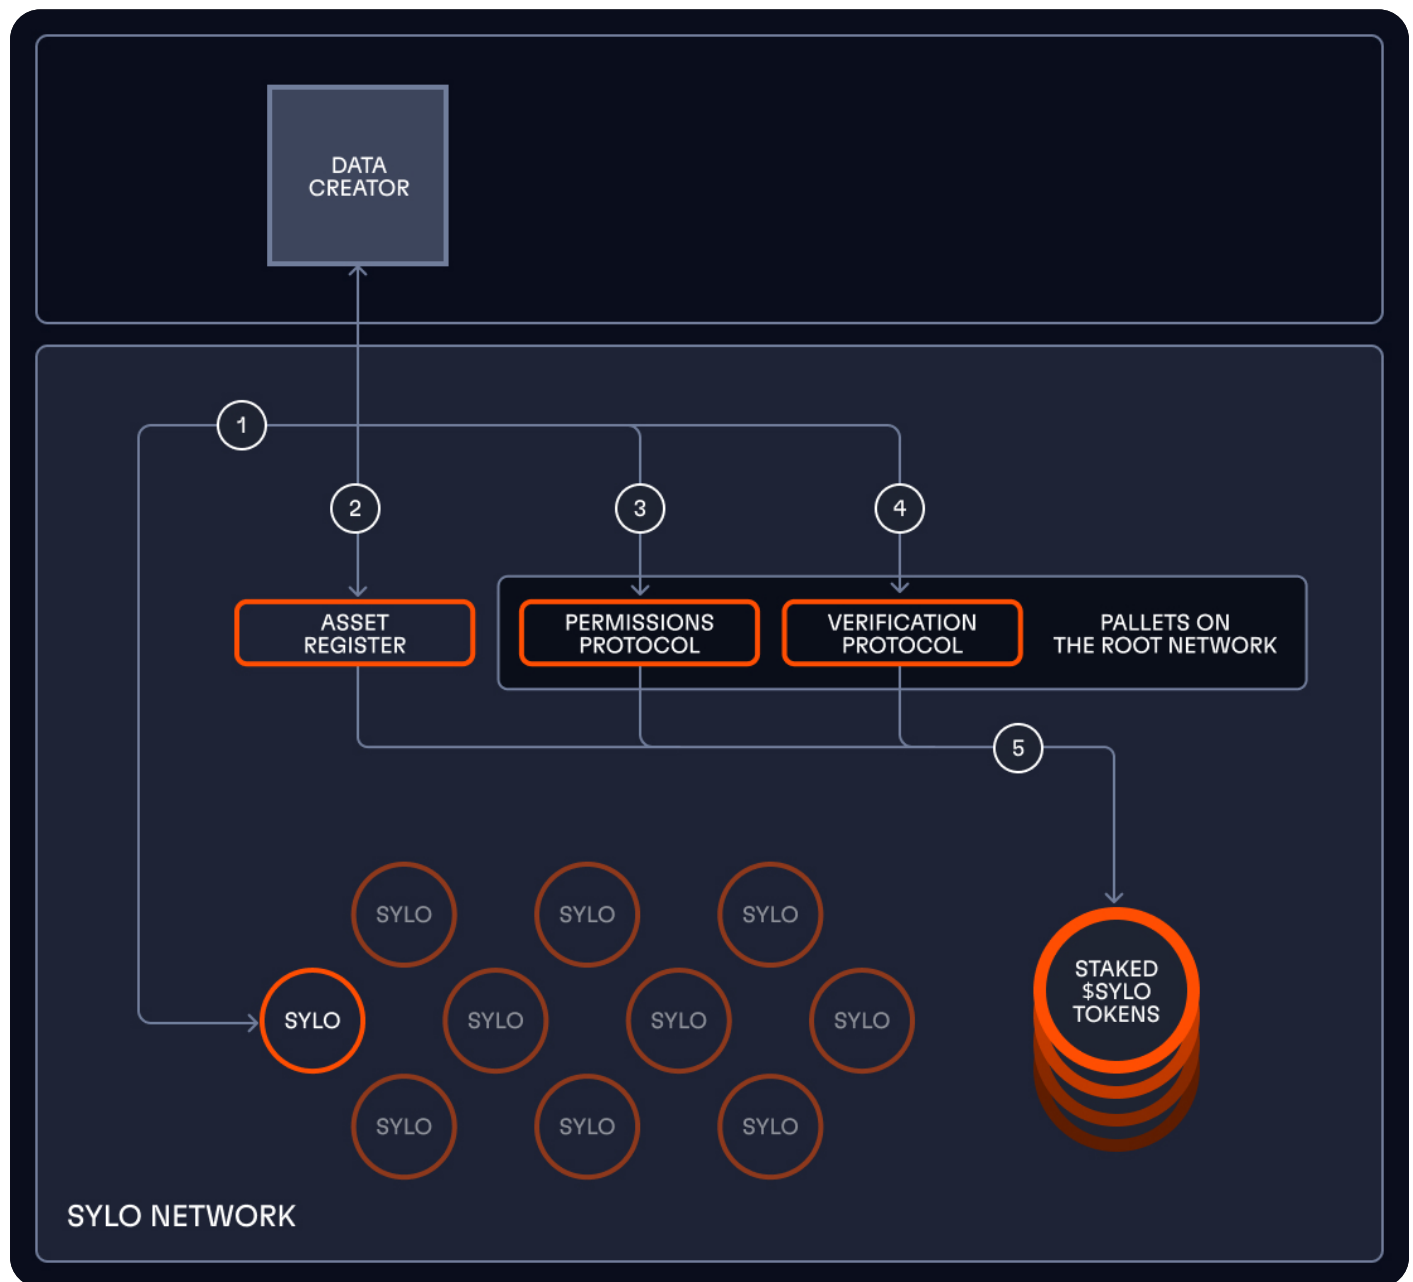 DATA
CREATOR
1
2
3
4
ASSET
REGISTER
PERMISSIONS
PROTOCOL
VERIFICATION
PROTOCOL
PALLETS ON
THE ROOT NETWORK
5
SYLO
SYLO
SYLO
STAKED
$SYLO
TOKENS
SYLO
SYLO
SYLO
SYLO
SYLO
SYLO
SYLO
SYLO NETWORK